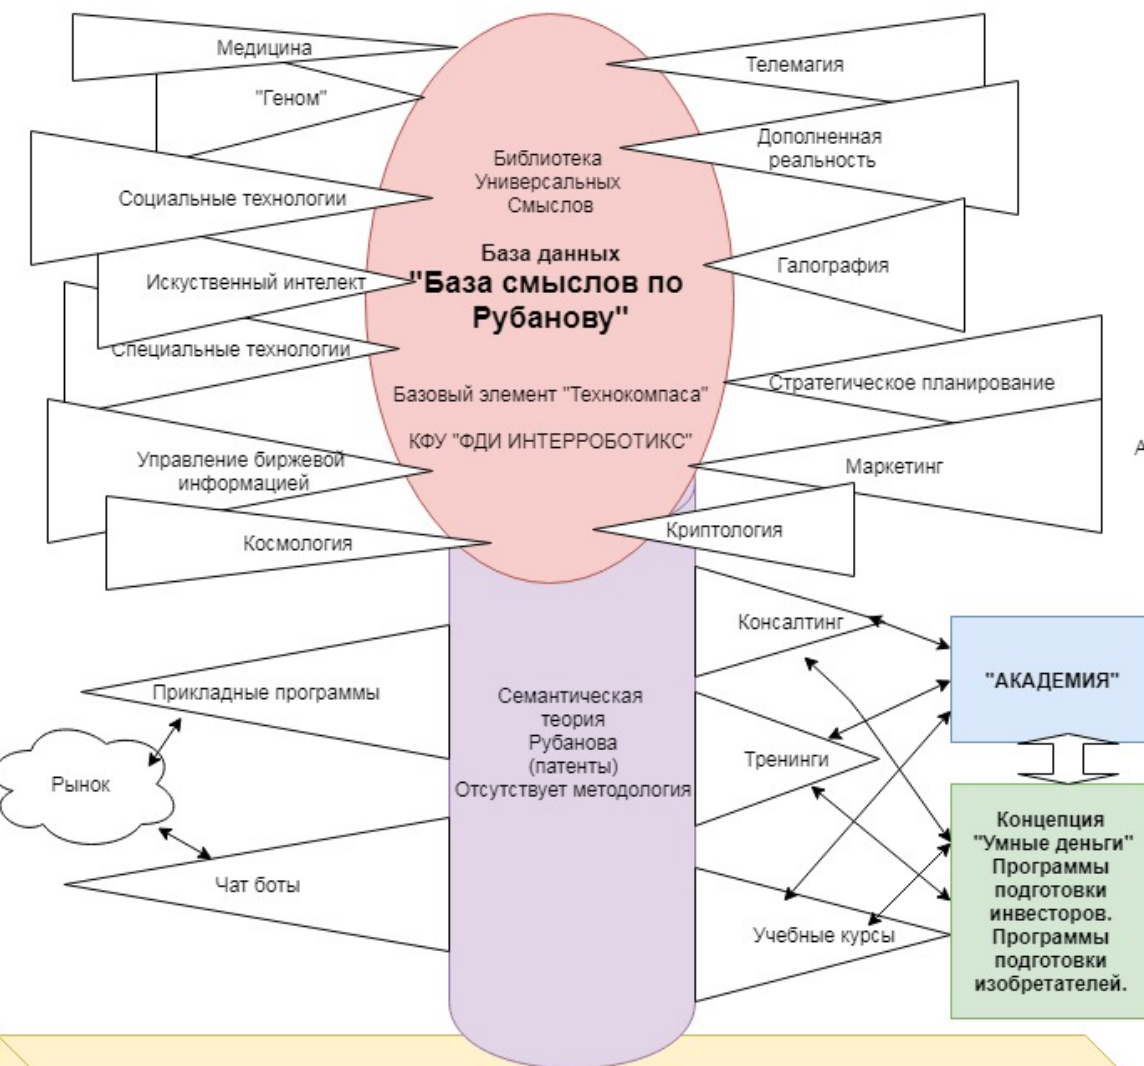 Медицина
"Геном"
Социальные технологии
Искуственный интелект
Специальные технологии
Управление биржевой
информацией
Космология
Библиотека
Универсальных
Смыслов
База данных
"База смыслов по
Рубанову"
Базовый элемент "Технокомпаса"
КФУ "ФДИ ИНТЕРРОБОТИКС"
Телемагия
Дополненная
реальность
Галография
Стратегическое планирование
Маркетинг
Криптология
А
Прикладные программы
Рынок
Чат боты
Семантическая
теория
Рубанова
(патенты)
Отсутствует методология
Консалтинг
Тренинги
Учебные курсы
"АКАДЕМИЯ"
Концепция
"Умные деньги"
Программы
подготовки
инвесторов.
Программы
подготовки
изобретателей.